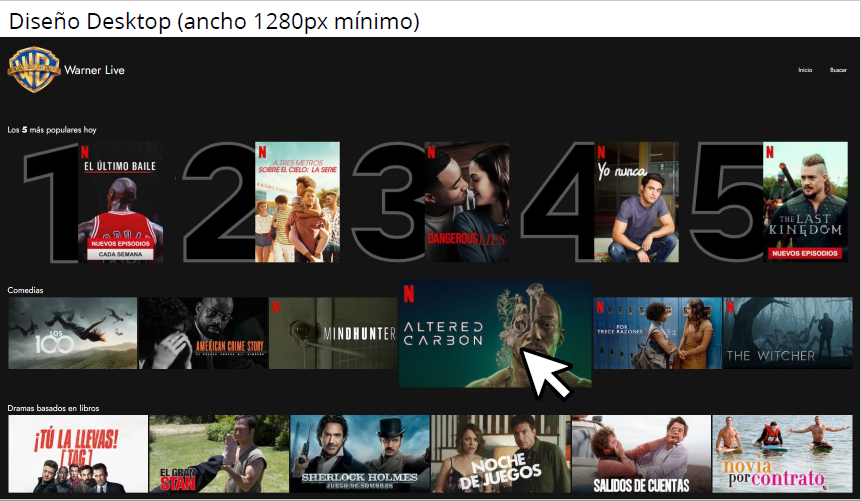 Diseño Desktop (ancho 1280px mínimo)
WB
Warner Live
Inicio
Buscar
Los 5 más populares hoy
1
N
EL ÚLTIMO BAILE
NUEVOS EPISODIOS
CADA SEMANA
2
N
A TRES METROS
SOBRE EL CIELO: LA SERIE
3
N
DANGEROUS LIES
4
N
Yo nunca
5
N
THE LAST
KINGDOM
NUEVOS EPISODIOS
Comedias
LOS
100
AMERICAN CRIME STORY
N
MINDHUNTER
N
ALTERED
CARBON
N
POR
TRECE RAZONES
N
THE WITCHER
Dramas basados en libros
¡TÚ LA LLEVAS!
[TAG]
EL GRAN
STAN
SHERLOCK HOLMES
JUEGO DE SOMBRAS
NOCHE
DE JUEGOS
SALIDOS DE CUENTAS
novia
por contrato